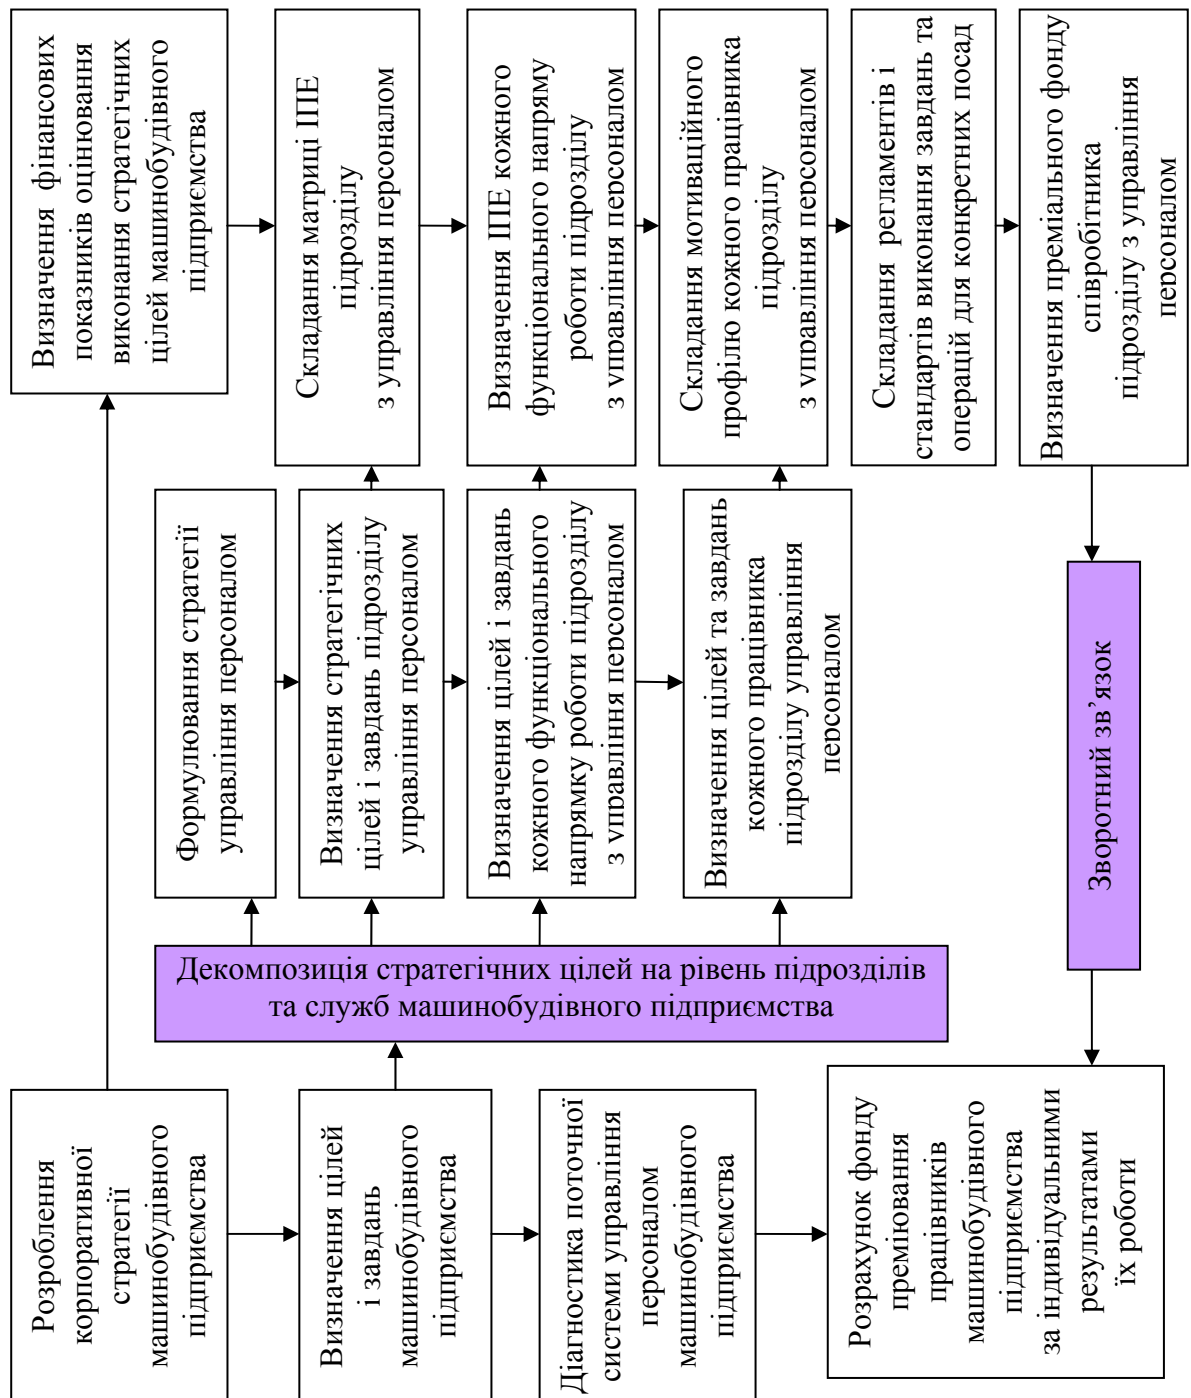 Розроблення
корпоративної
стратегії
машинобудівного
підприємства
Визначення цілей
і завдань
машинобудівного
підприємства
Діагностика поточної
системи управління
персоналом
машинобудівного
підприємства
Розрахунок фонду
преміювання
працівників
машинобудівного
підприємства
за індивідуальними
результатами
їх роботи
Декомпозиція стратегічних цілей на рівень підрозділів
та служб машинобудівного підприємства
Формулювання стратегії
управління персоналом
Визначення стратегічних
цілей і завдань підрозділу
управління персоналом
Визначення цілей і завдань
кожного функціонального
напрямку роботи підрозділу
з управління персоналом
Визначення цілей та завдань
кожного працівника
підрозділу управління
персоналом
Визначення фінансових
показників оцінювання
виконання стратегічних
цілей машинобудівного
підприємства
Складання матриці ІПЕ
підрозділу
з управління персоналом
Визначення ІПЕ кожного
функціонального напряму
роботи підрозділу
з управління персоналом
Складання мотиваційного
профілю кожного працівника
підрозділу
з управління персоналом
Складання регламентів і
стандартів виконання завдань та
операцій для конкретних посад
Визначення преміального фонду
співробітника
підрозділу з управління
персоналом
Зворотний зв’язок